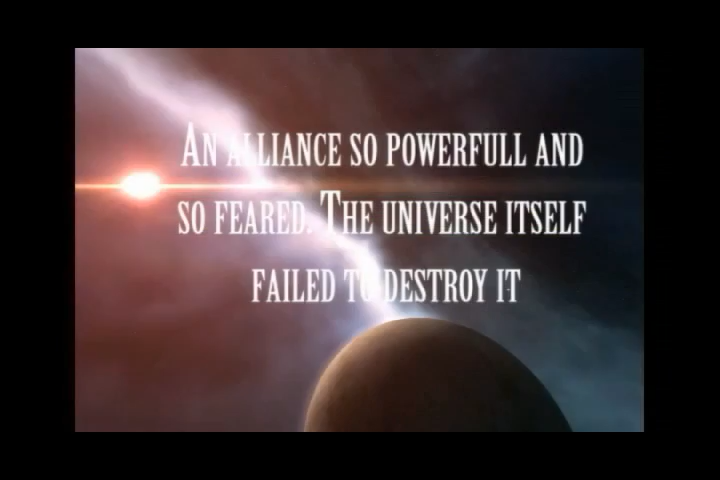 An alliance so powerfull and
so feared. The universe itself
failed to destroy it